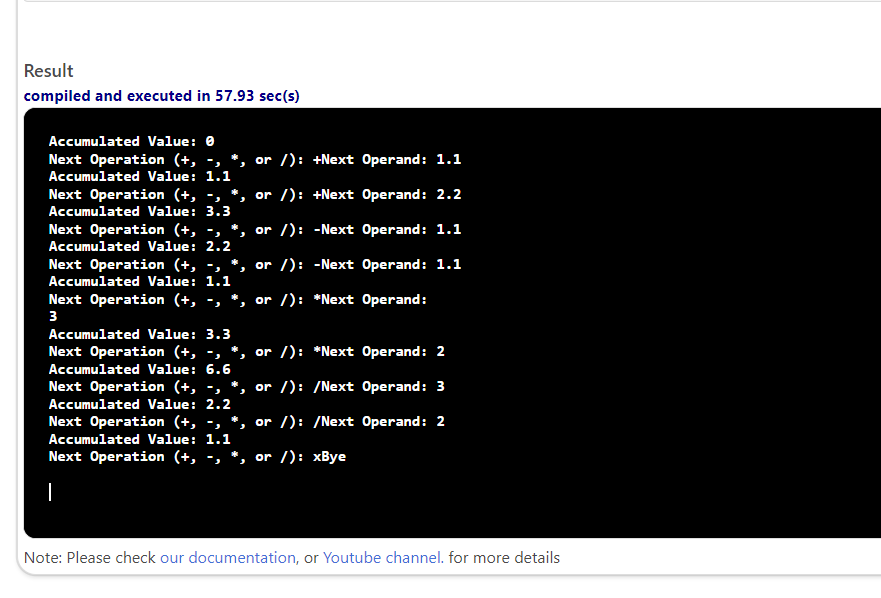 Result
compiled and executed in 57.93 sec(s)
Accumulated Value: 0
Next Operation (+, -, *, or /): +Next Operand: 1.1
Accumulated Value: 1.1
Next Operation (+, -, *, or /): +Next Operand: 2.2
Accumulated Value: 3.3
Next Operation (+, -, *, or /): -Next Operand: 1.1
Accumulated Value: 2.2
Next Operation (+, -, *, or /): -Next Operand: 1.1
Accumulated Value: 1.1
Next Operation (+, -, *, or /): *Next Operand:
3
Accumulated Value: 3.3
Next Operation (+, -, *, or /): *Next Operand: 2
Accumulated Value: 6.6
Next Operation (+, -, *, or /): /Next Operand: 3
Accumulated Value: 2.2
Next Operation (+, -, *, or /): /Next Operand: 2
Accumulated Value: 1.1
Next Operation (+, -, *, or /): xBye
Note: Please check our documentation, or Youtube channel. for more details